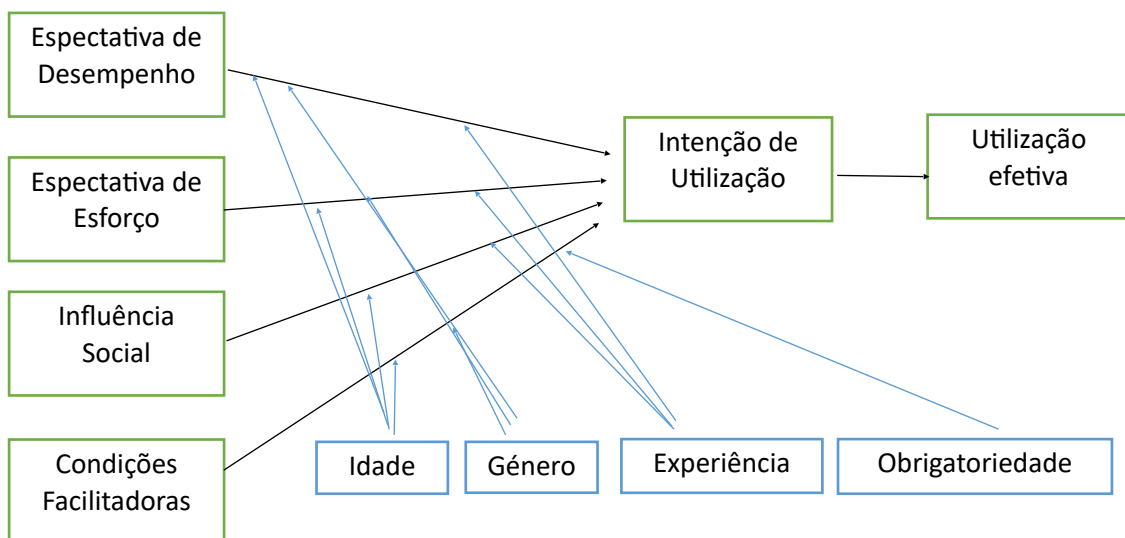 Espectativa de
Desempenho
Espectativa de
Esforço
Influência
Social
Condições
Facilitadoras
Intenção de
Utilização
Utilização
efetiva
Idade
Género
Experiência
Obrigatoriedade